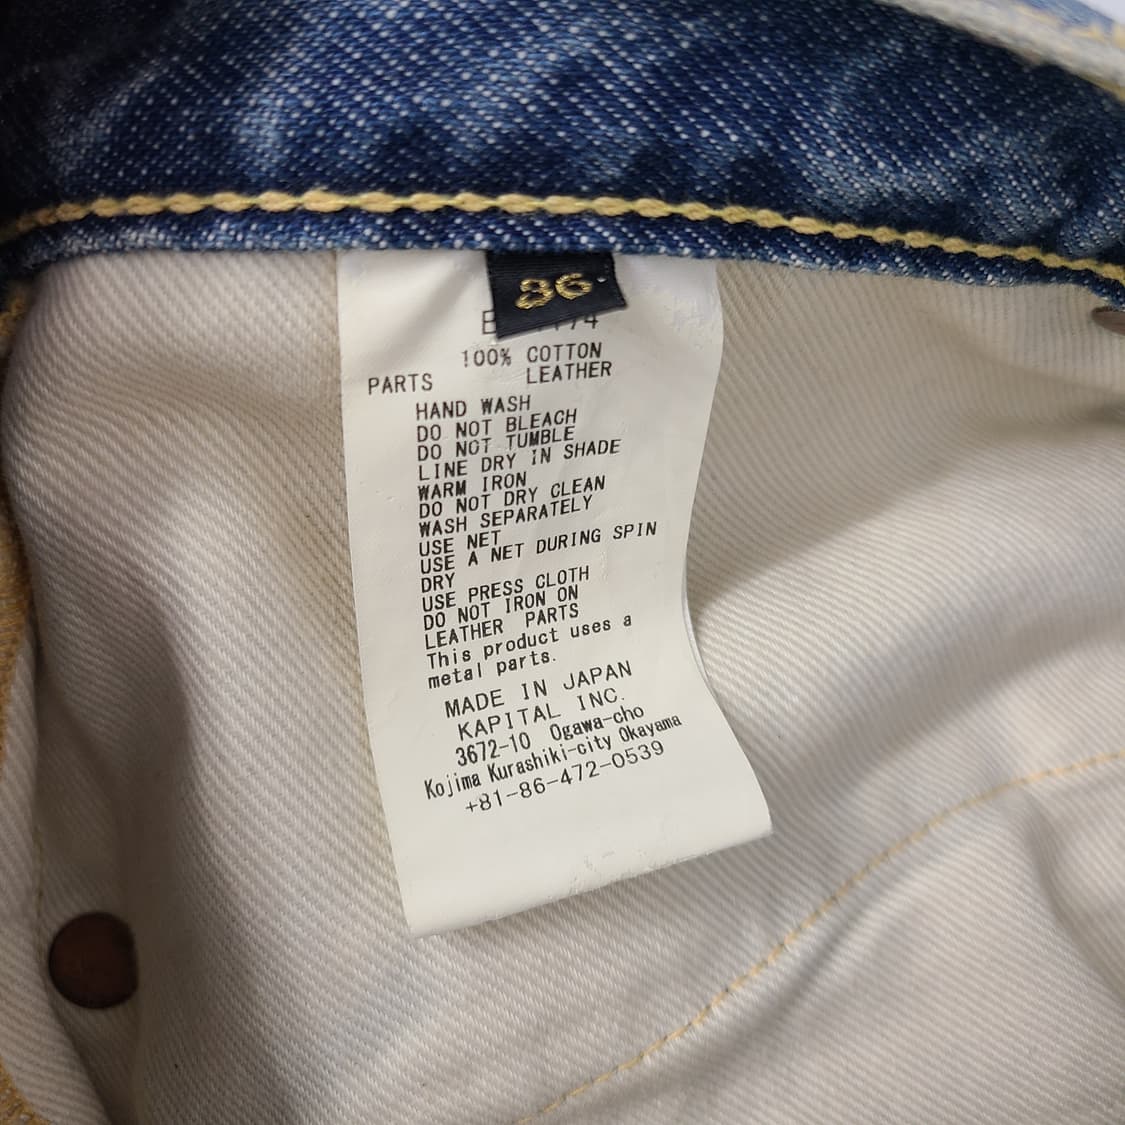 36
100% COTTON
PARTS LEATHER
HAND WASH
DO NOT BLEACH
DO NOT TUMBLE
LINE DRY IN SHADE
WARM IRON
DO NOT DRY CLEAN
WASH SEPARATELY
USE NET
USE A NET DURING SPIN
DRY
USE PRESS CLOTH
DO NOT IRON ON
LEATHER PARTS
This product uses a
metal parts.
MADE IN JAPAN
KAPITAL INC.
3672-10 Ogawa-cho
Kojima Kurashiki-city Okayama
+81-86-472-0539